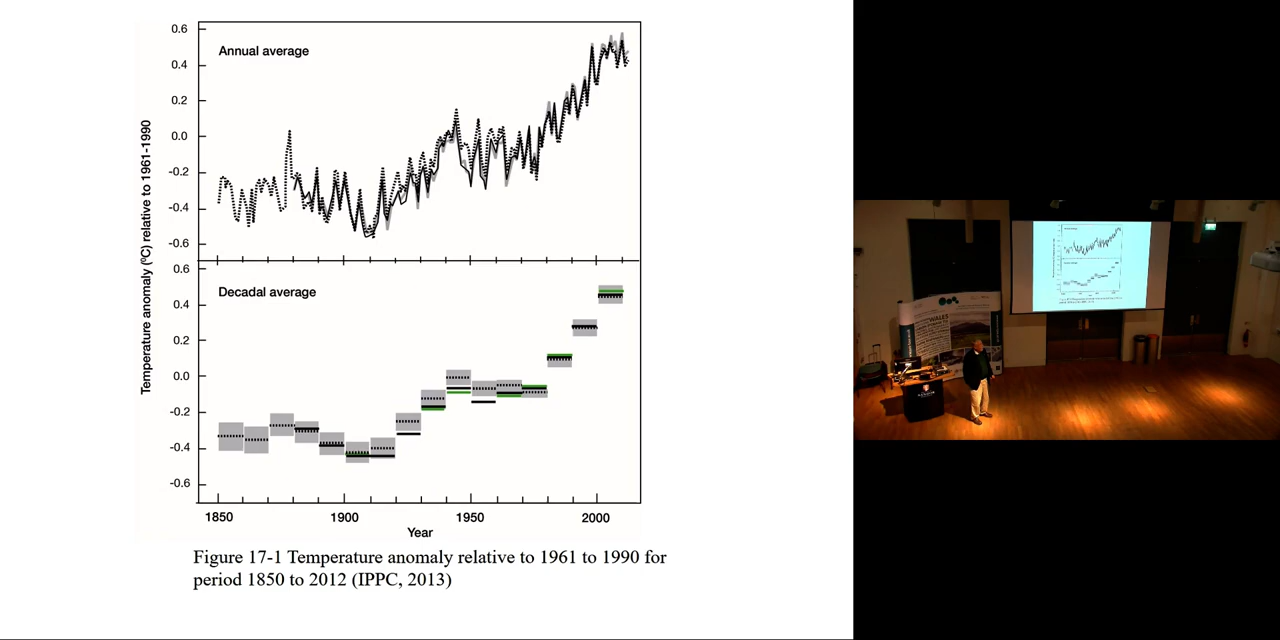 0.6
Annual average
0.4
0.2
0.0
-0.2
-0.4
-0.6
0.6
Decadal average
0.4
0.2
0.0
-0.2
-0.4
-0.6
Temperature anomaly (ºC) relative to 1961-1990
1850 1900 1950 2000
Year
Figure 17-1 Temperature anomaly relative to 1961 to 1990 for
period 1850 to 2012 (IPPC, 2013)
WALES